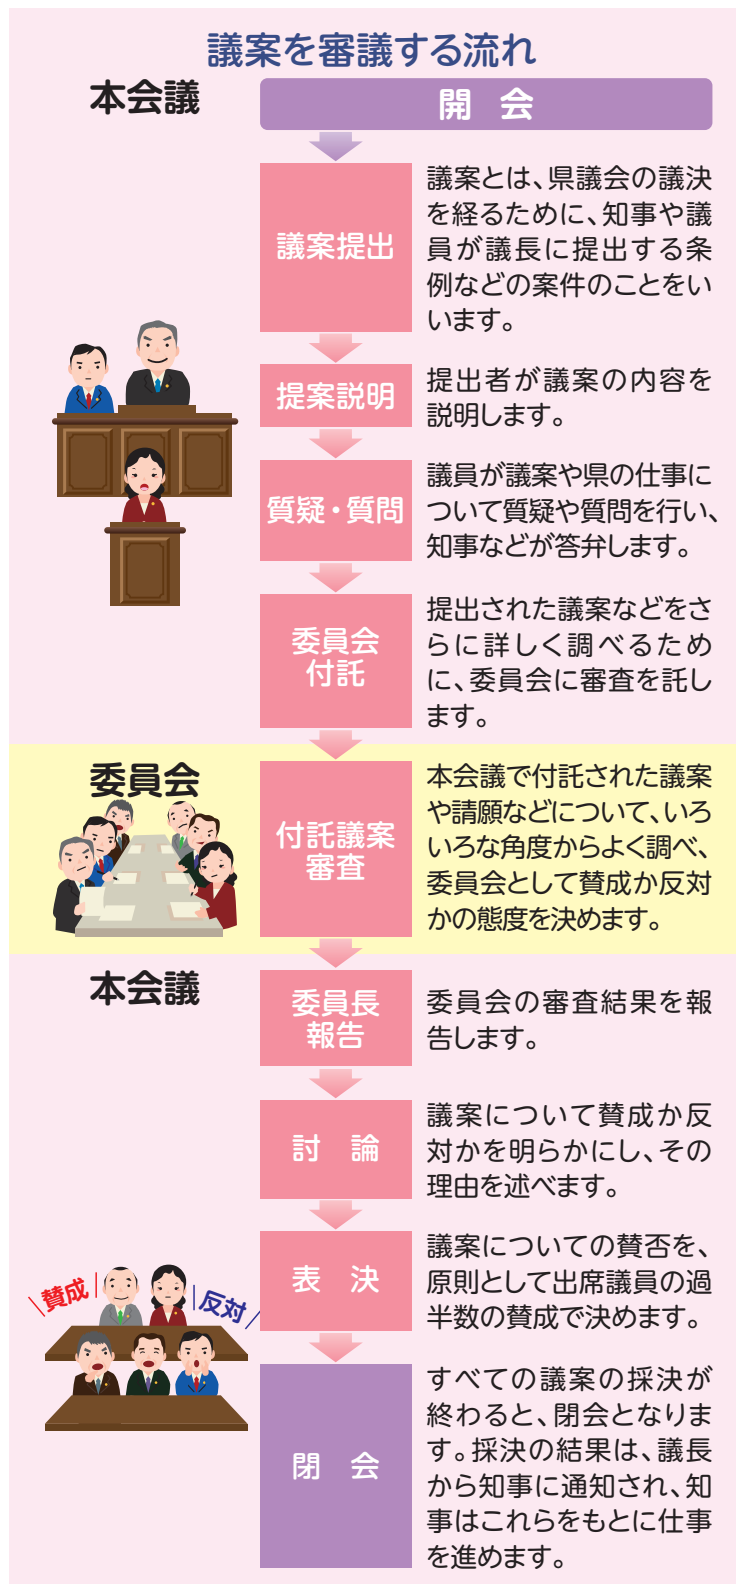 議案を審議する流れ
本会議
開　会
議案提出
議案とは、県議会の議決
を経るために、知事や議
員が議長に提出する条
例などの案件のことをい
います。
提案説明
提出者が議案の内容を
説明します。
質疑・質問
議員が議案や県の仕事に
ついて質疑や質問を行い、
知事などが答弁します。
委員会
付託
提出された議案などをさ
らに詳しく調べるため
に、委員会に審査を託し
ます。
委員会
付託議案
審査
本会議で付託された議案
や請願などについて、いろ
いろな角度からよく調べ、
委員会として賛成か反対
かの態度を決めます。
本会議
委員長
報告
委員会の審査結果を報
告します。
討　論
議案について賛成か反
対かを明らかにし、その
理由を述べます。
賛成
反対
表　決
議案についての賛否を、
原則として出席議員の過
半数の賛成で決めます。
閉　会
すべての議案の採決が
終わると、閉会となりま
す。採決の結果は、議長
から知事に通知され、知
事はこれらをもとに仕事
を進めます。